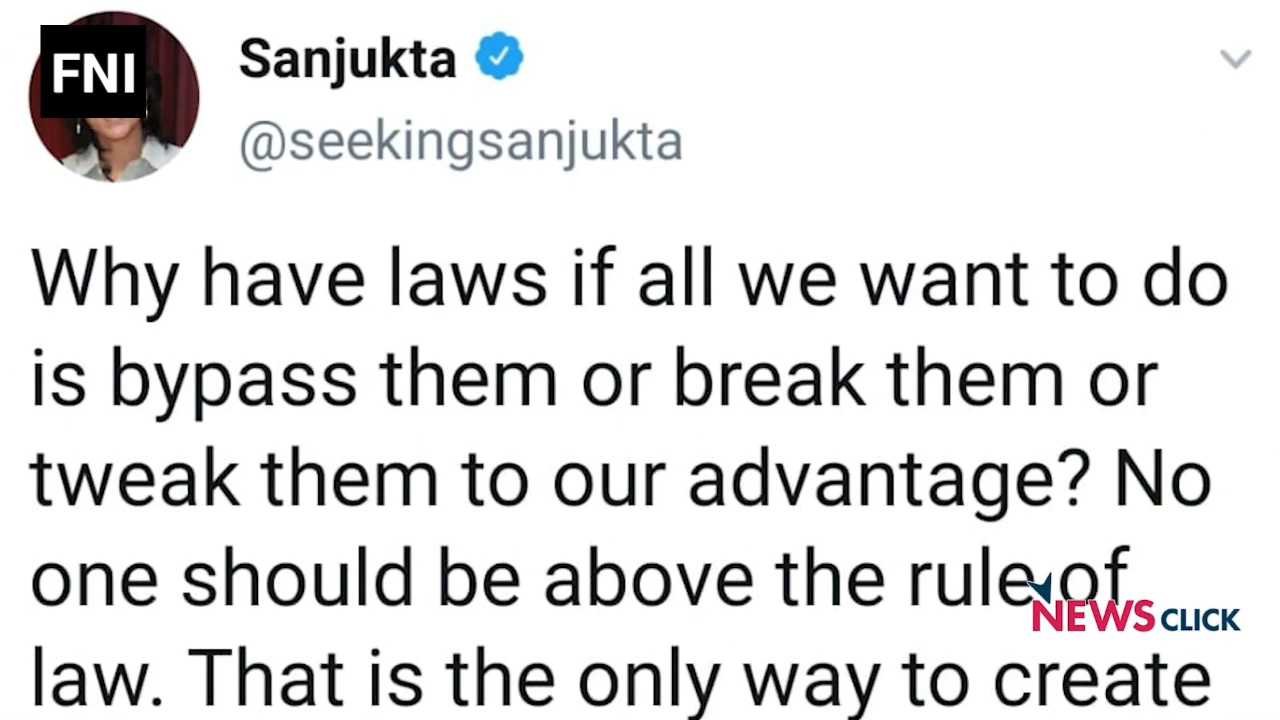 FNI
Sanjukta
@seekingsanjukta
Why have laws if all we want to do
is bypass them or break them or
tweak them to our advantage? No
one should be above the rule of
law. That is the only way to create
NEWSCLICK